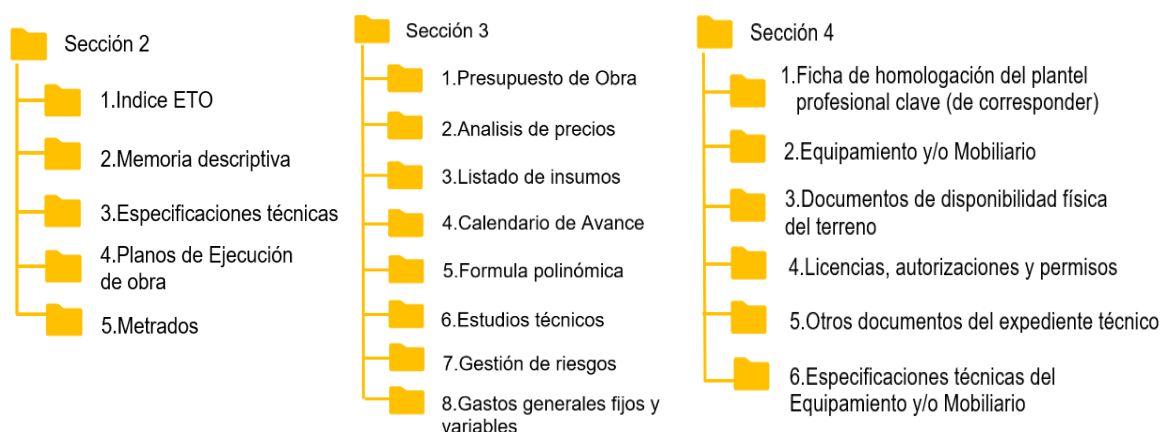 Sección 2
1.Indice ETO
2.Memoria descriptiva
3.Especificaciones técnicas
4.Planos de Ejecución
de obra
5.Metrados
Sección 3
1.Presupuesto de Obra
2.Analisis de precios
3.Listado de insumos
4.Calendario de Avance
5.Formula polinómica
6.Estudios técnicos
7.Gestión de riesgos
8.Gastos generales fijos y
variables
Sección 4
1.Ficha de homologación del plantel
profesional clave (de corresponder)
2.Equipamiento y/o Mobiliario
3.Documentos de disponibilidad física
del terreno
4.Licencias, autorizaciones y permisos
5.Otros documentos del expediente técnico
6.Especificaciones técnicas del
Equipamiento y/o Mobiliario